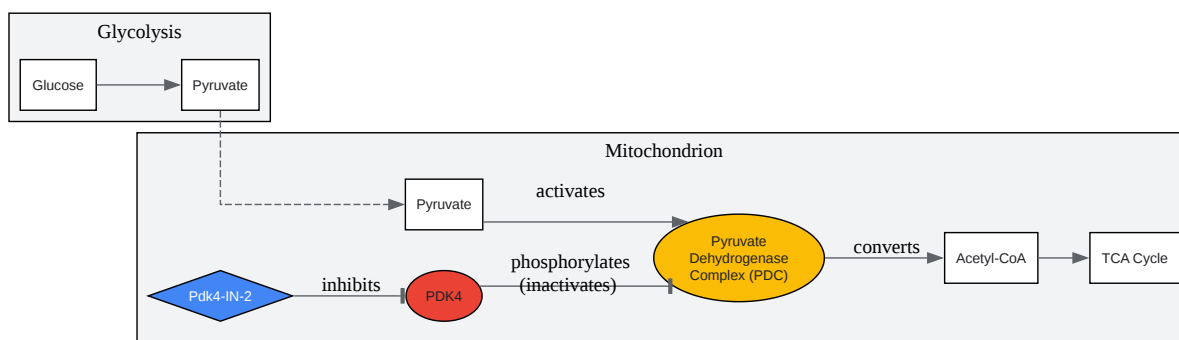 Glycolysis
Glucose
Pyruvate
Mitochondrion
Pyruvate
activates
Pyruvate
Dehydrogenase
Complex (PDC)
converts
Acetyl-CoA
TCA Cycle
Pdk4-IN-2
inhibits
PDK4
phosphorylates
(inactivates)